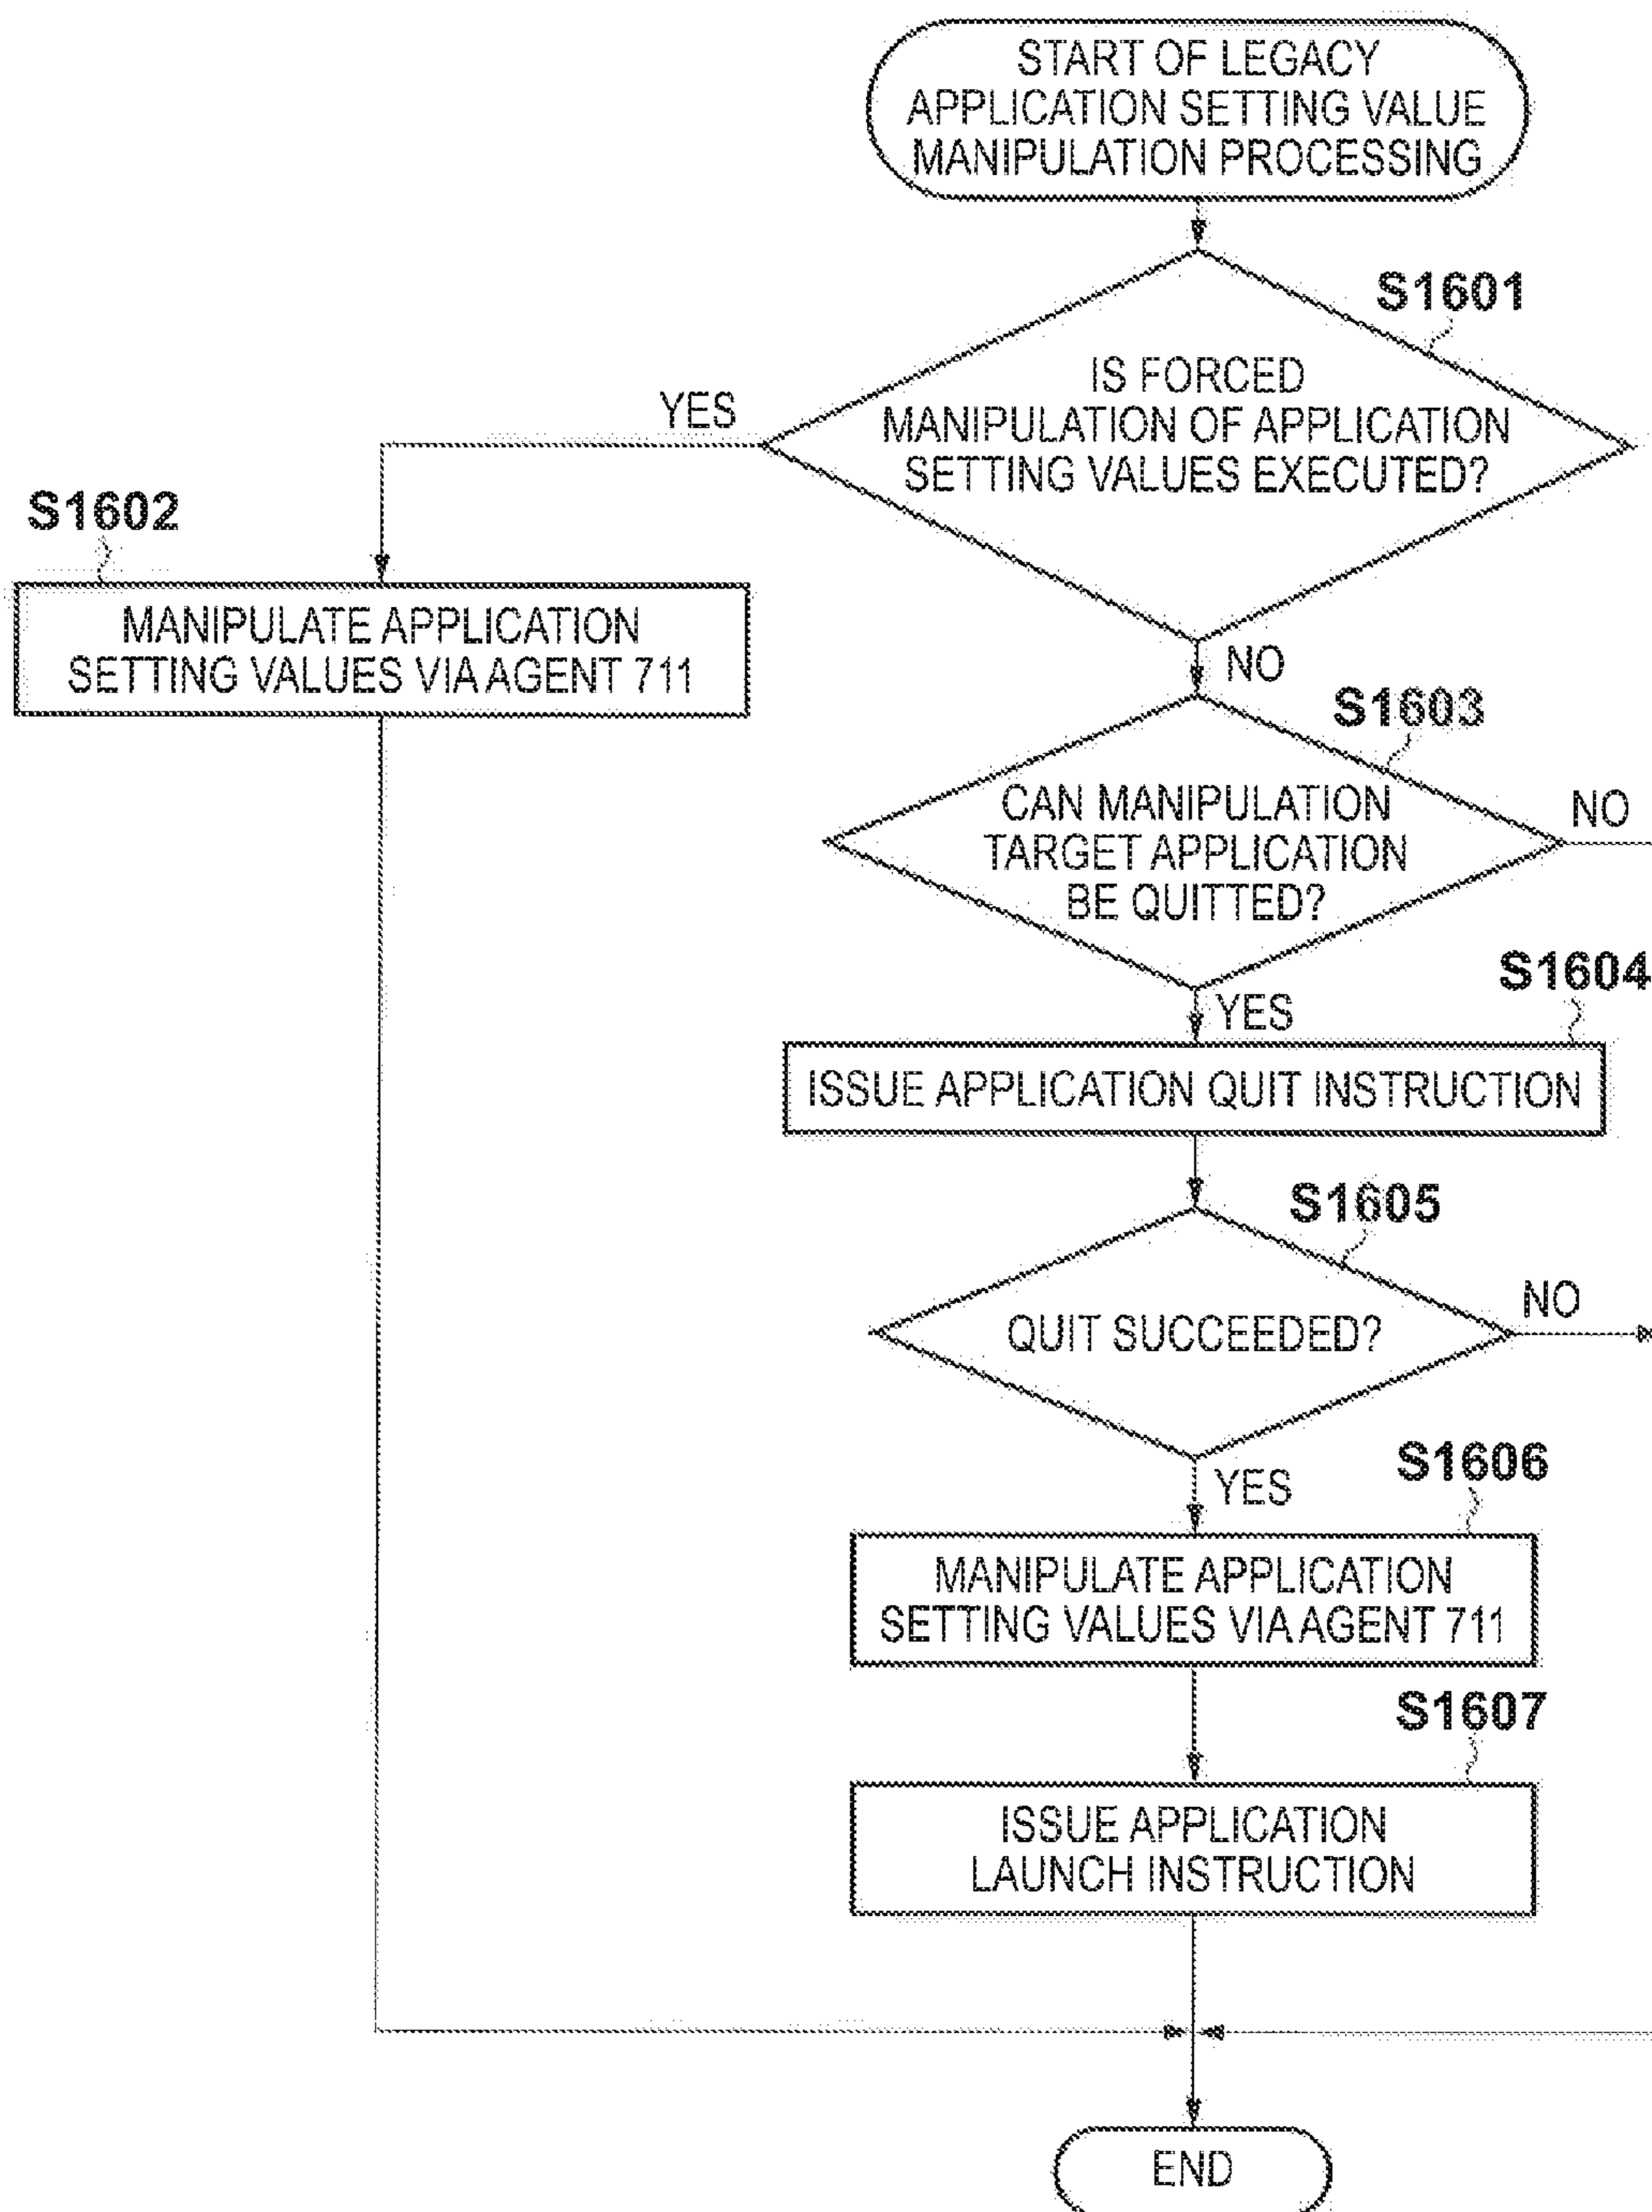 START OF LEGACY
APPLICATION SETTING VALUE
MANIPULATION PROCESSING
S1601
IS FORCED
MANIPULATION OF APPLICATION
SETTING VALUES EXECUTED?
YES
NO
S1602
MANIPULATE APPLICATION
SETTING VALUES VIA AGENT 711
S1603
CAN MANIPULATION
TARGET APPLICATION
BE QUITTED?
NO
YES
S1604
ISSUE APPLICATION QUIT INSTRUCTION
S1605
QUIT SUCCEEDED?
NO
YES
S1606
MANIPULATE APPLICATION
SETTING VALUES VIA AGENT 711
S1607
ISSUE APPLICATION
LAUNCH INSTRUCTION
END